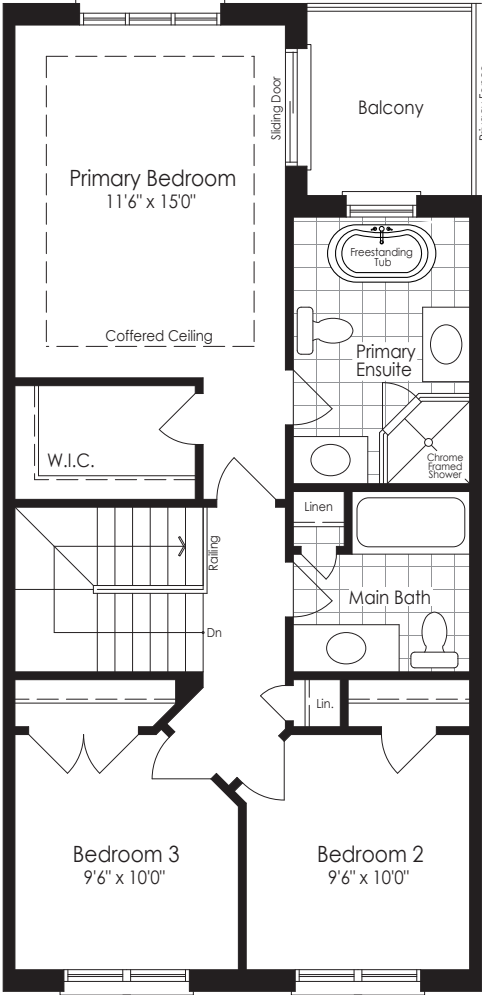 Sliding Door
Balcony
Primary Bedroom
11'6" x 15'0"
Freestanding
Tub
Coffered Ceiling
Primary
Ensuite
W.I.C.
Chrome
Framed
Shower
Linen
Railing
Main Bath
Dn
Lin.
Bedroom 3
9'6" x 10'0"
Bedroom 2
9'6" x 10'0"